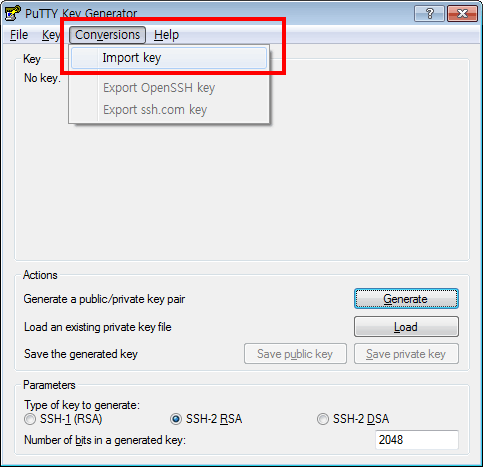 PuTTY Key Generator
File Key Conversions Help
Import key
Export OpenSSH key
Export ssh.com key
Key
No key.
Actions
Generate a public/private key pair Generate
Load an existing private key file Load
Save the generated key Save public key Save private key
Parameters
Type of key to generate:
SSH-1 (RSA) SSH-2 RSA SSH-2 DSA
Number of bits in a generated key: 2048